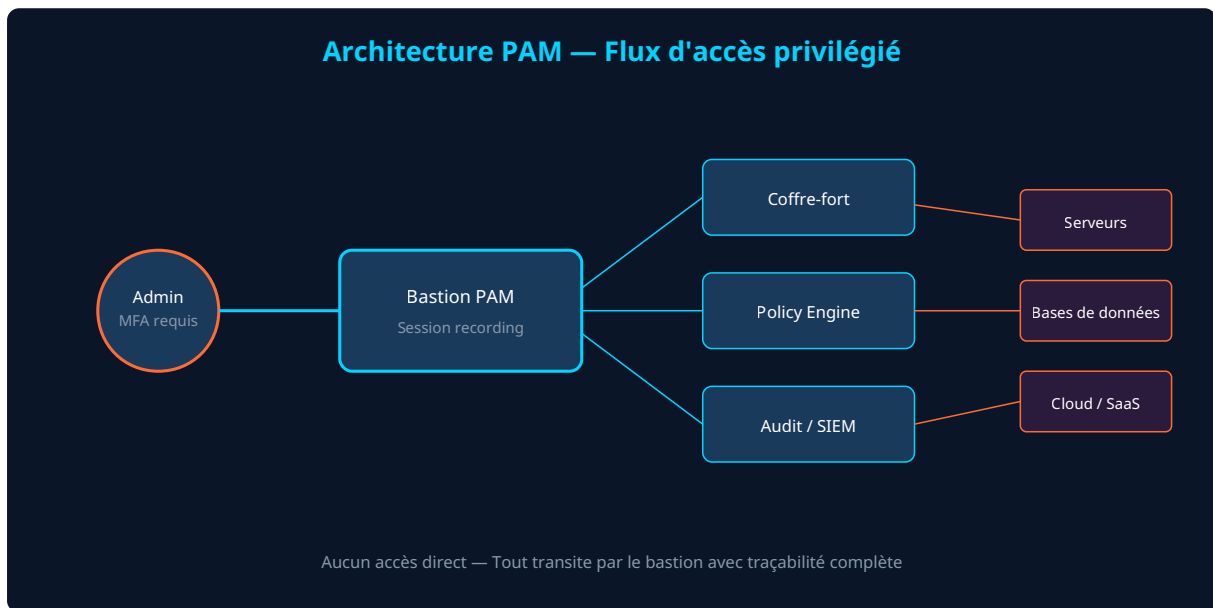 Architecture PAM — Flux d'accès privilégié
Admin
MFA requis
Bastion PAM
Session recording
Coffre-fort
Policy Engine
Audit / SIEM
Serveurs
Bases de données
Cloud / SaaS
Aucun accès direct — Tout transite par le bastion avec traçabilité complète